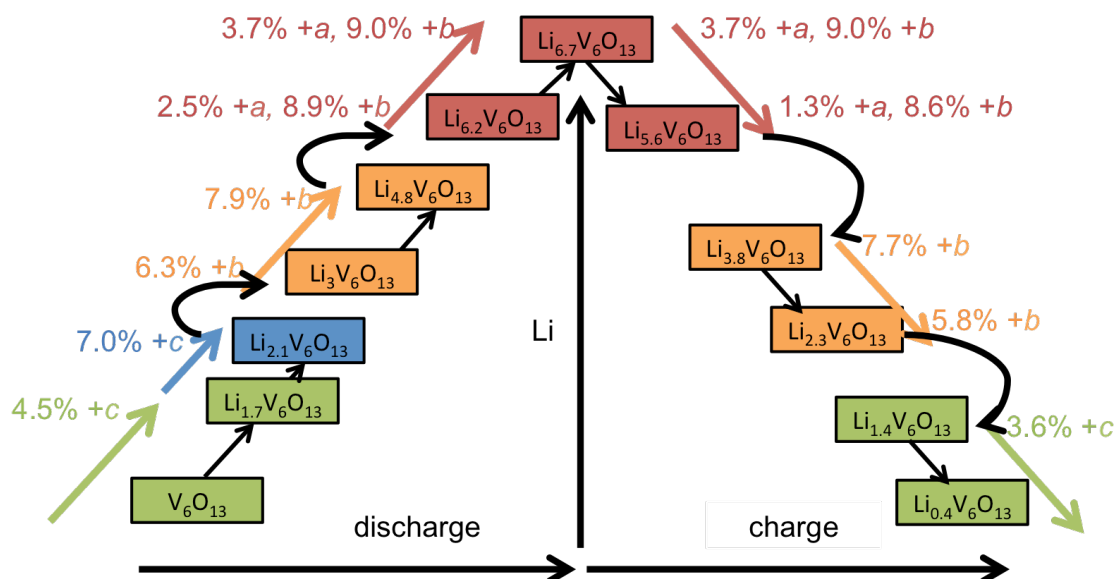 3.7% +a, 9.0% +b
Li₆.₇V₆O₁₃
3.7% +a, 9.0% +b
2.5% +a, 8.9% +b
Li₆.₂V₆O₁₃
Li₅.₆V₆O₁₃
1.3% +a, 8.6% +b
7.9% +b
Li₄.₈V₆O₁₃
Li₃.₈V₆O₁₃
7.7% +b
6.3% +b
Li₃V₆O₁₃
7.0% +c
Li₂.₁V₆O₁₃
Li
Li₂.₃V₆O₁₃
5.8% +b
4.5% +c
Li₁.₇V₆O₁₃
Li₁.₄V₆O₁₃
3.6% +c
V₆O₁₃
Li₀.₄V₆O₁₃
discharge
charge